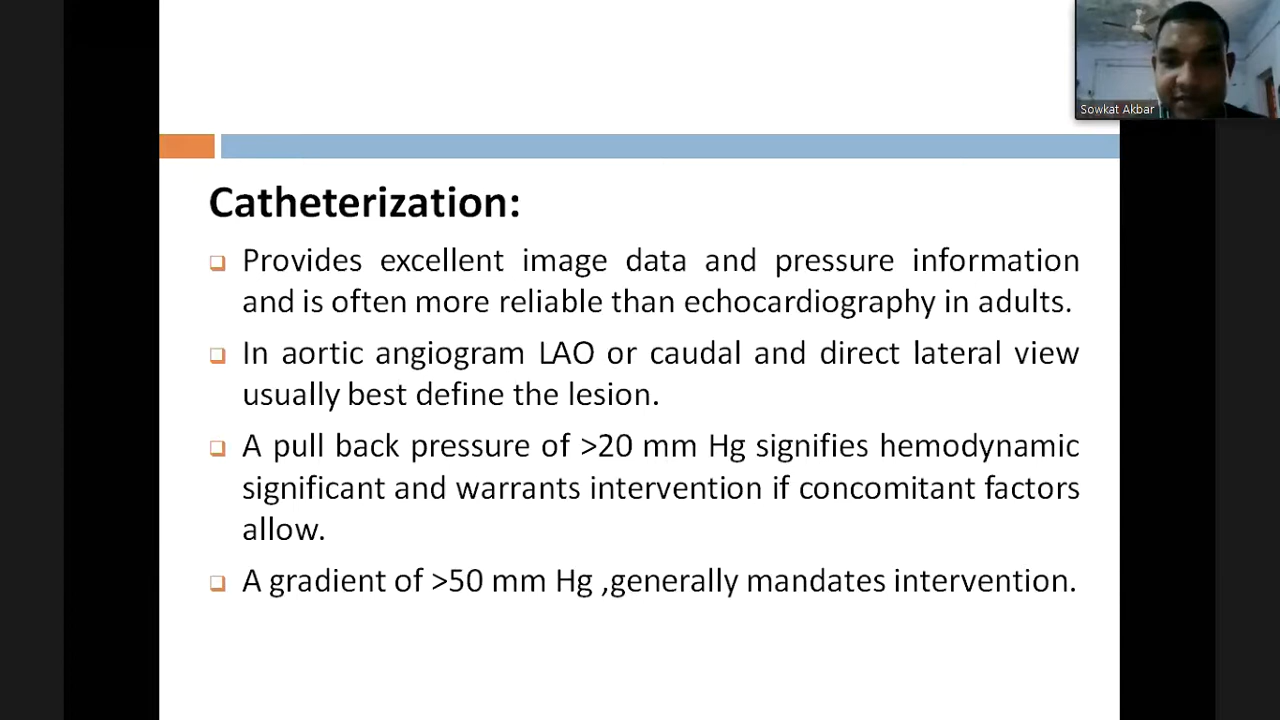 Sowkat Akbar
Catheterization:
Provides excellent image data and pressure information
and is often more reliable than echocardiography in adults.
In aortic angiogram LAO or caudal and direct lateral view
usually best define the lesion.
A pull back pressure of >20 mm Hg signifies hemodynamic
significant and warrants intervention if concomitant factors
allow.
A gradient of >50 mm Hg ,generally mandates intervention.